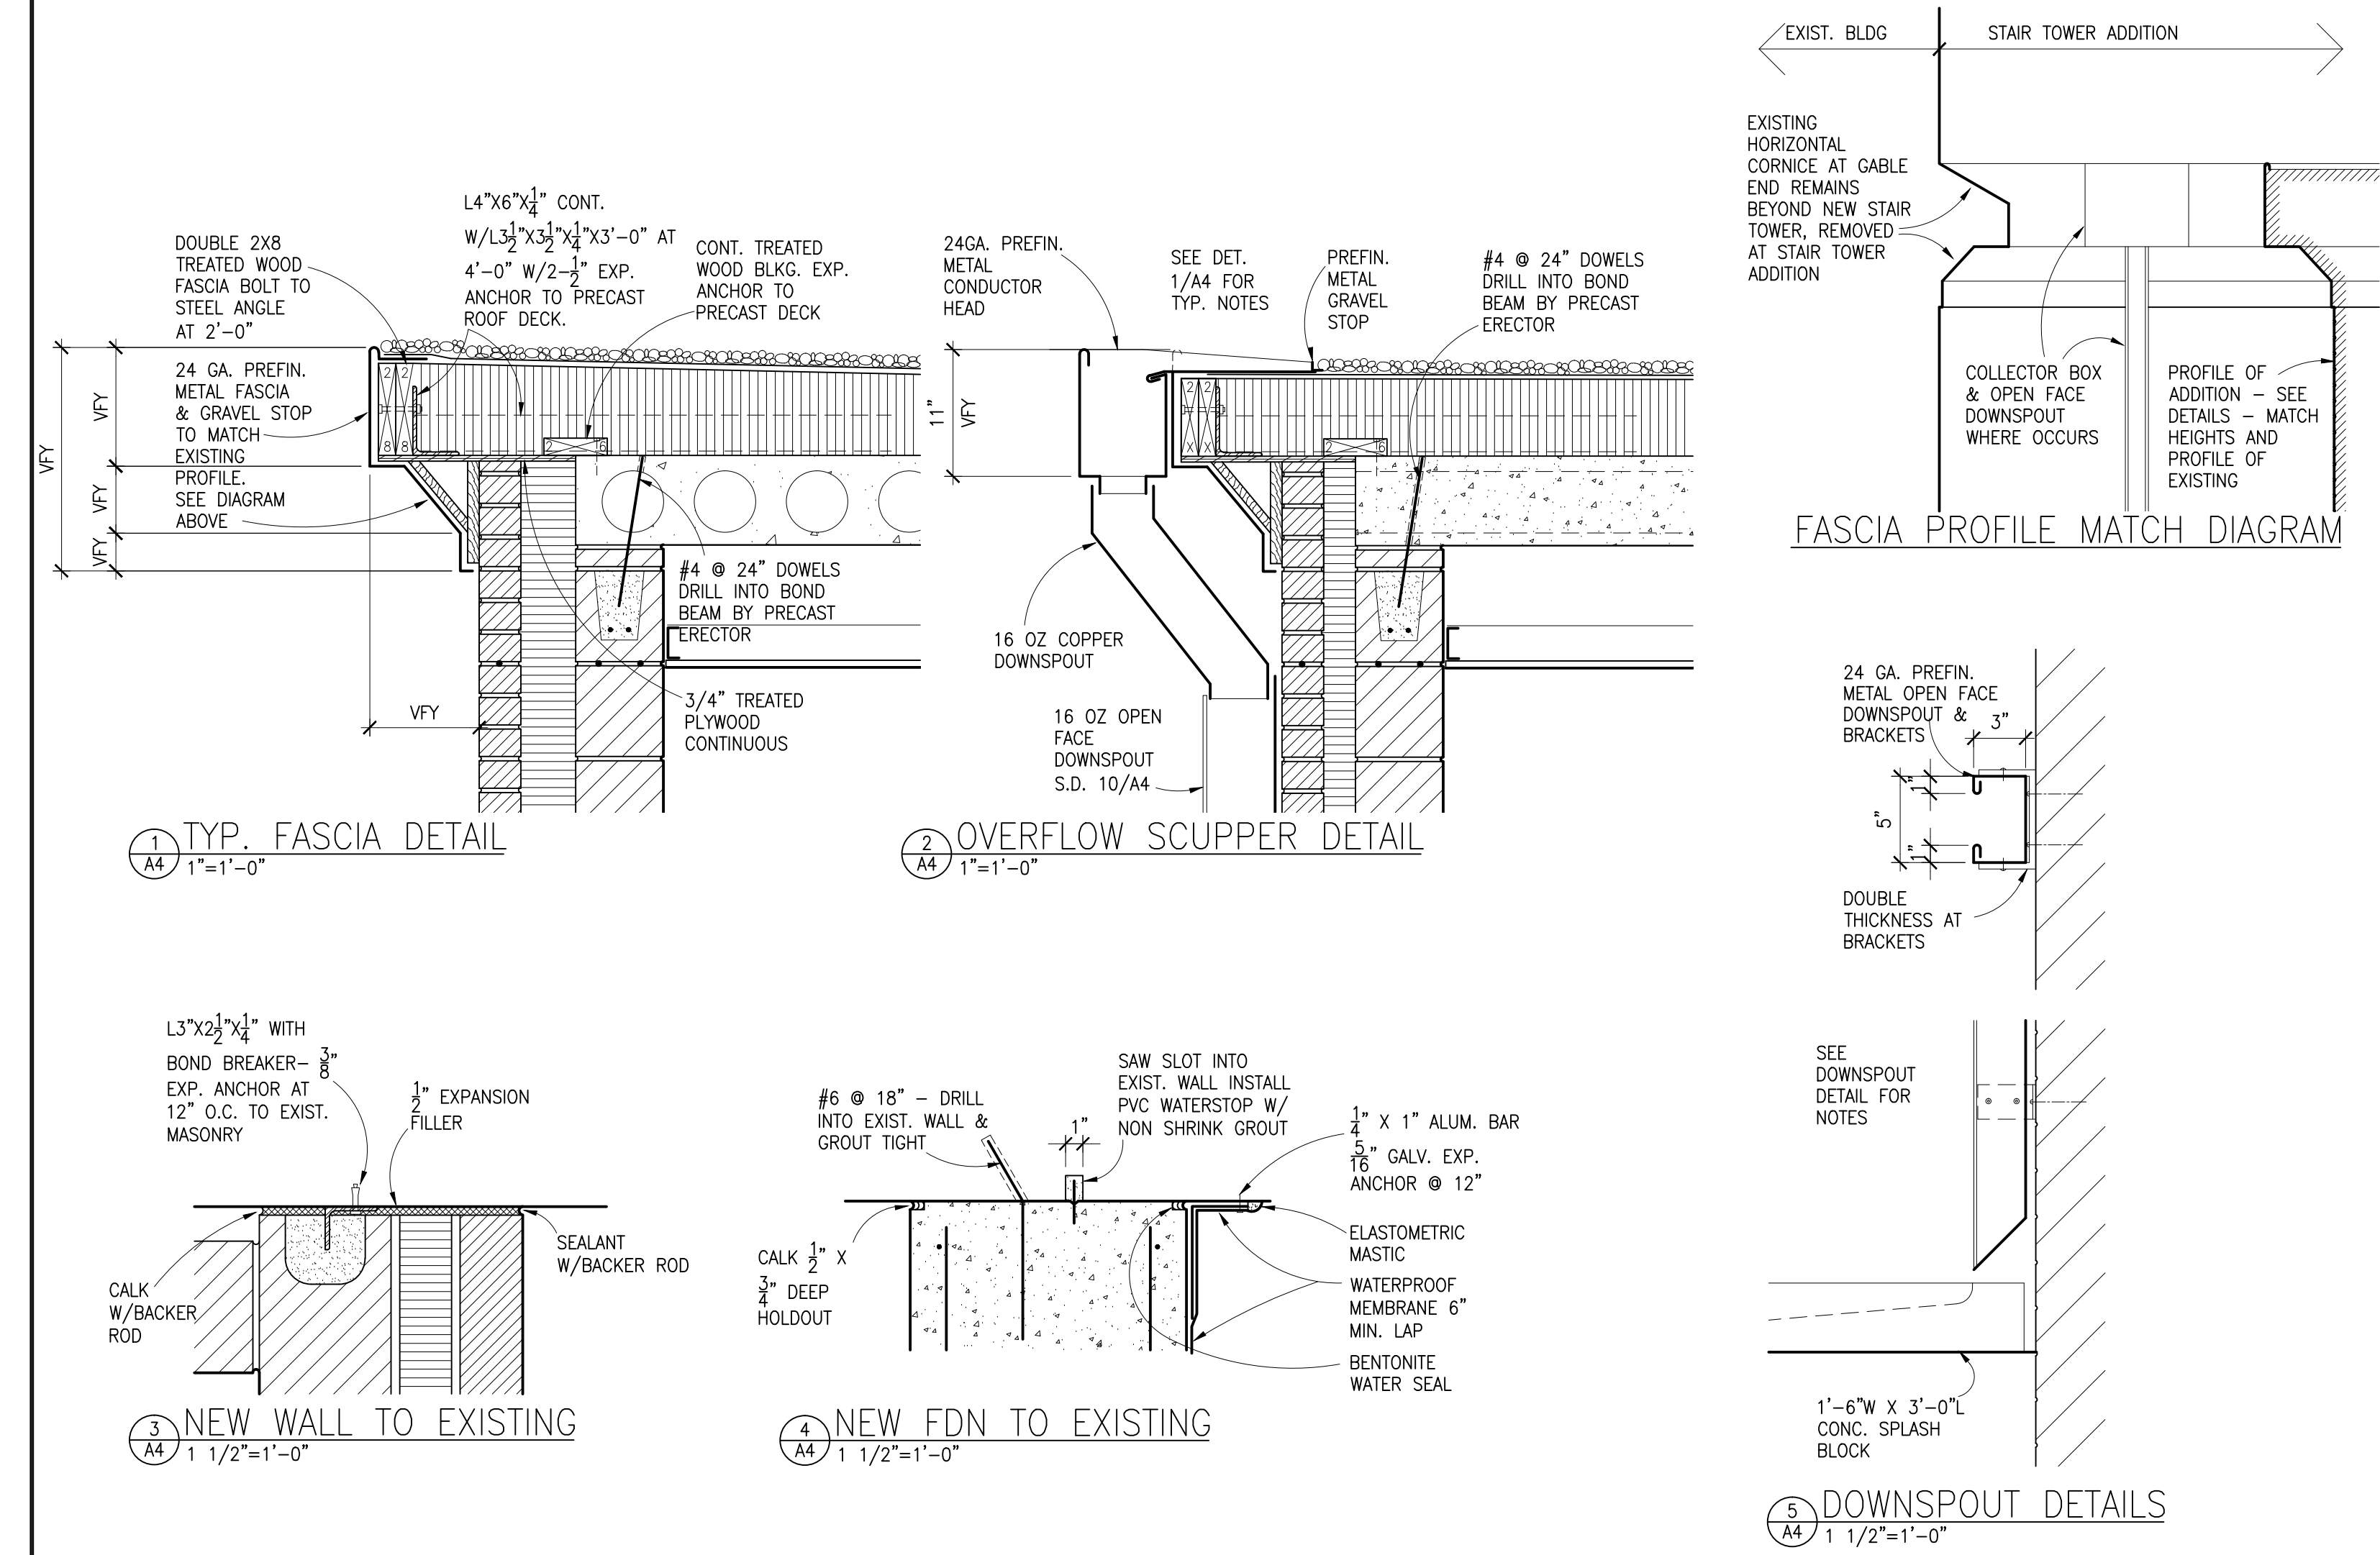 EXIST. BLDG
STAIR TOWER ADDITION
EXISTING
HORIZONTAL
CORNICE AT GABLE
END REMAINS
BEYOND NEW STAIR
TOWER, REMOVED
AT STAIR TOWER
ADDITION
COLLECTOR BOX
& OPEN FACE
DOWNSPOUT
WHERE OCCURS
PROFILE OF
ADDITION – SEE
DETAILS – MATCH
HEIGHTS AND
PROFILE OF
EXISTING
FASCIA PROFILE MATCH DIAGRAM
DOUBLE 2X8
TREATED WOOD
FASCIA BOLT TO
STEEL ANGLE
AT 2'–0"
L4"X6"X1/4" CONT.
W/L3 1/2"X3 1/2"X1/4"X3'–0" AT
4'–0" W/2–1/2" EXP.
ANCHOR TO PRECAST
ROOF DECK.
CONT. TREATED
WOOD BLKG. EXP.
ANCHOR TO
PRECAST DECK
24 GA. PREFIN.
METAL FASCIA
& GRAVEL STOP
TO MATCH
EXISTING
PROFILE.
SEE DIAGRAM
ABOVE
VFY
VFY
VFY
VFY
VFY
2 2
8 8
2 6
#4 @ 24" DOWELS
DRILL INTO BOND
BEAM BY PRECAST
ERECTOR
3/4" TREATED
PLYWOOD
CONTINUOUS
1
A4
TYP. FASCIA DETAIL
1"=1'–0"
24GA. PREFIN.
METAL
CONDUCTOR
HEAD
SEE DET.
1/A4 FOR
TYP. NOTES
PREFIN.
METAL
GRAVEL
STOP
#4 @ 24" DOWELS
DRILL INTO BOND
BEAM BY PRECAST
ERECTOR
11"
VFY
2 2
X X
2 6
16 OZ COPPER
DOWNSPOUT
16 OZ OPEN
FACE
DOWNSPOUT
S.D. 10/A4
2
A4
OVERFLOW SCUPPER DETAIL
1"=1'–0"
24 GA. PREFIN.
METAL OPEN FACE
DOWNSPOUT &
BRACKETS
3"
1"
5"
1"
DOUBLE
THICKNESS AT
BRACKETS
L3"X2 1/2"X1/4" WITH
BOND BREAKER– 3/8"
EXP. ANCHOR AT
12" O.C. TO EXIST.
MASONRY
1/2" EXPANSION
FILLER
SEALANT
W/BACKER ROD
CALK
W/BACKER
ROD
3
A4
NEW WALL TO EXISTING
1 1/2"=1'–0"
#6 @ 18" – DRILL
INTO EXIST. WALL &
GROUT TIGHT
SAW SLOT INTO
EXIST. WALL INSTALL
PVC WATERSTOP W/
NON SHRINK GROUT
1"
1/4" X 1" ALUM. BAR
5/16" GALV. EXP.
ANCHOR @ 12"
CALK 1/2" X
3/4" DEEP
HOLDOUT
ELASTOMETRIC
MASTIC
WATERPROOF
MEMBRANE 6"
MIN. LAP
BENTONITE
WATER SEAL
4
A4
NEW FDN TO EXISTING
1 1/2"=1'–0"
SEE
DOWNSPOUT
DETAIL FOR
NOTES
1'–6"W X 3'–0"L
CONC. SPLASH
BLOCK
5
A4
DOWNSPOUT DETAILS
1 1/2"=1'–0"